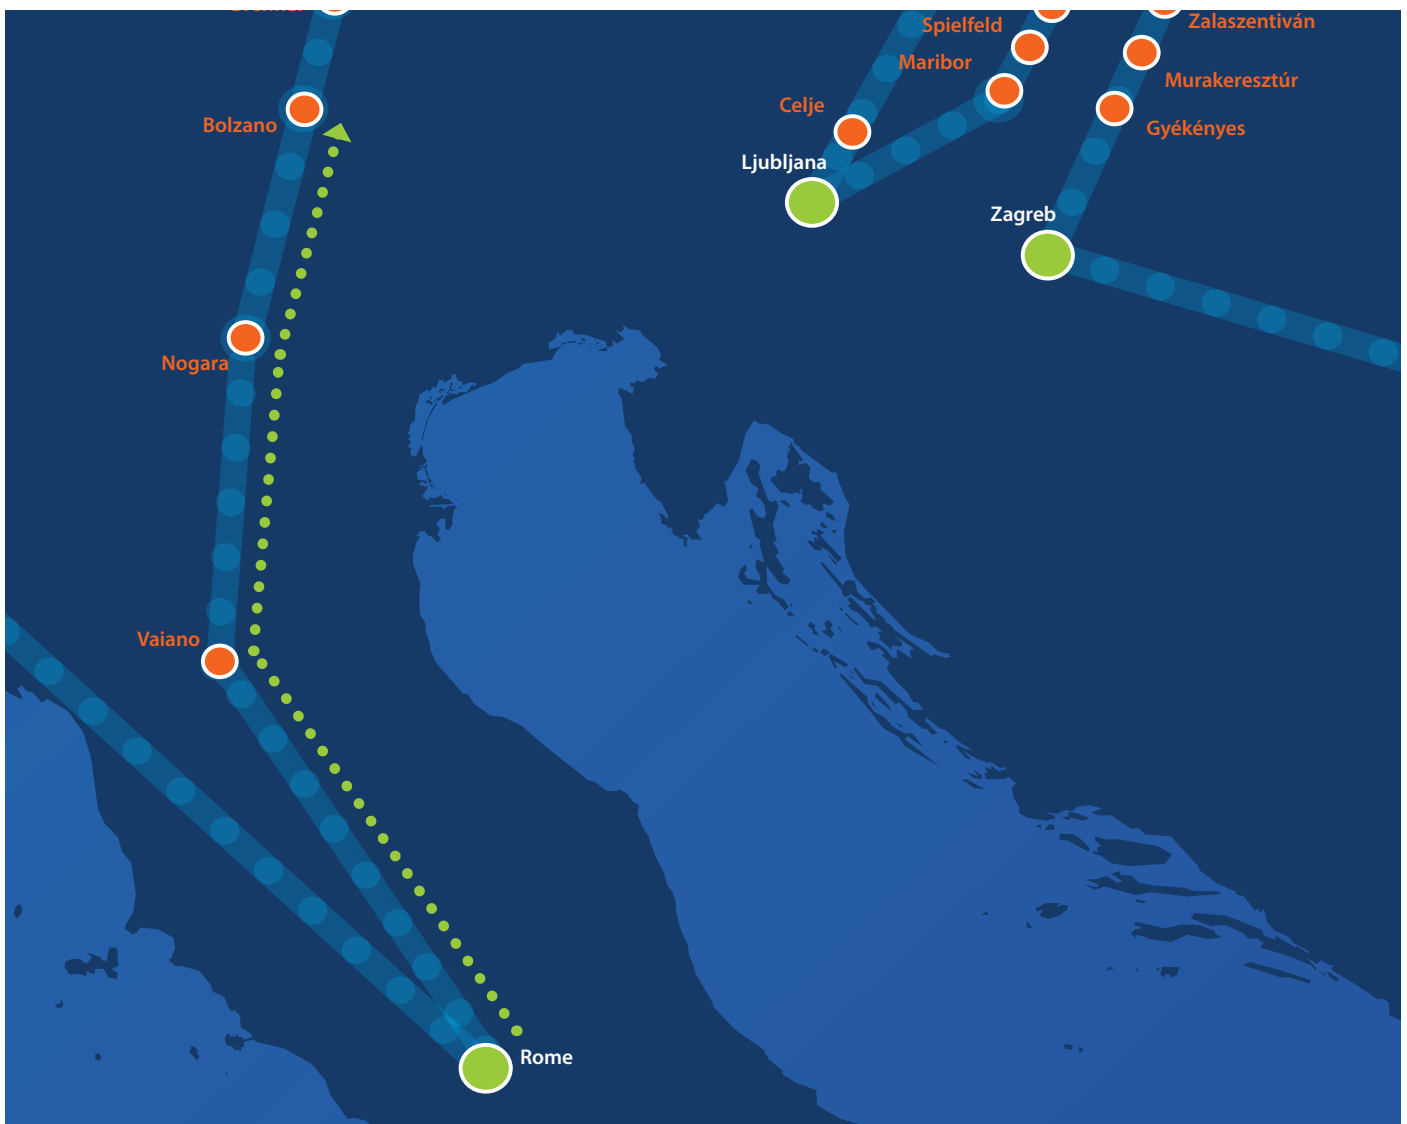 Spielfeld
Zalaszentiván
Maribor
Murakeresztúr
Celje
Bolzano
Gyékényes
Ljubljana
Zagreb
Nogara
Vaiano
Rome